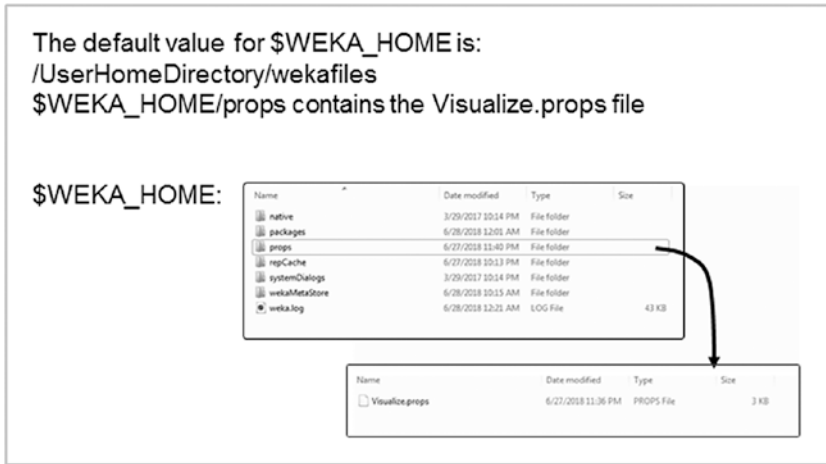 The default value for $WEKA_HOME is:
/UserHomeDirectory/wekafiles
$WEKA_HOME/props contains the Visualize.props file
$WEKA_HOME:
Name Date modified Type Size
native 3/29/2017 10:14 PM File folder
packages 6/28/2018 12:01 AM File folder
props 6/27/2018 11:40 PM File folder
repCache 6/27/2018 10:13 PM File folder
systemDialogs 3/29/2017 10:14 PM File folder
wekaMetaStore 6/28/2018 10:15 AM File folder
weka.log 6/28/2018 12:21 AM LOG File 43 KB
Name Date modified Type Size
Visualize.props 6/27/2018 11:36 PM PROPS File 3 KB